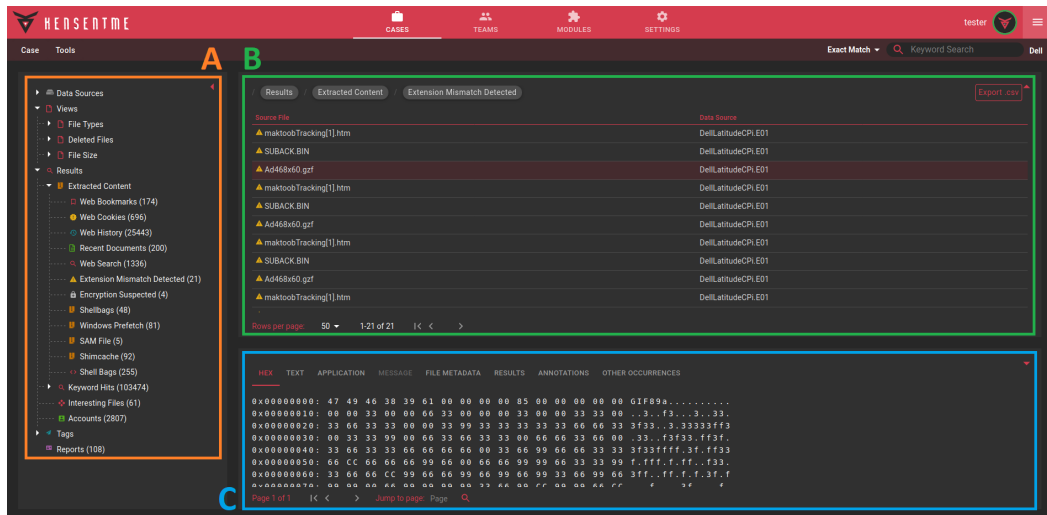 HENSENTME
CASES
TEAMS
MODULES
SETTINGS
tester
Case Tools
Exact Match
Keyword Search
Dell
A
B
Data Sources
Views
File Types
Deleted Files
File Size
Results
Extracted Content
Web Bookmarks (174)
Web Cookies (696)
Web History (25443)
Recent Documents (200)
Web Search (1336)
Extension Mismatch Detected (21)
Encryption Suspected (4)
Shellbags (48)
Windows Prefetch (81)
SAM File (5)
Shimcache (92)
Shell Bags (255)
Keyword Hits (103474)
Interesting Files (61)
Accounts (2807)
Tags
Reports (108)
/ Results / Extracted Content / Extension Mismatch Detected
Export .csv
Source File Data Source
maktoobTracking[1].htm DellLatitudeCPi.E01
SUBACK.BIN DellLatitudeCPi.E01
Ad468x60.gzf DellLatitudeCPi.E01
maktoobTracking[1].htm DellLatitudeCPi.E01
SUBACK.BIN DellLatitudeCPi.E01
Ad468x60.gzf DellLatitudeCPi.E01
maktoobTracking[1].htm DellLatitudeCPi.E01
SUBACK.BIN DellLatitudeCPi.E01
Ad468x60.gzf DellLatitudeCPi.E01
maktoobTracking[1].htm DellLatitudeCPi.E01
Rows per page: 50 1-21 of 21
HEX TEXT APPLICATION MESSAGE FILE METADATA RESULTS ANNOTATIONS OTHER OCCURRENCES
0x00000000: 47 49 46 38 39 61 00 00 00 00 85 00 00 00 00 00 GIF89a..........
0x00000010: 00 00 33 00 00 66 33 00 00 00 33 00 00 33 33 00 ..3..f3...3..33.
0x00000020: 33 66 33 33 00 00 33 99 33 33 33 33 33 66 66 33 3f33..3.33333ff3
0x00000030: 00 33 33 99 00 66 33 66 33 33 00 66 66 33 66 00 .33..f3f33.ff3f.
0x00000040: 33 66 33 33 66 66 66 66 00 33 66 99 66 66 33 33 3f33ffff.3f.ff33
0x00000050: 66 CC 66 66 66 99 66 00 66 66 99 99 66 33 33 99 f.fff.f.ff..f33.
0x00000060: 33 66 66 CC 99 66 66 99 66 99 66 99 33 66 99 66 3ff..ff.f.f.3f.f
Page 1 of 1 Jump to page: Page
C